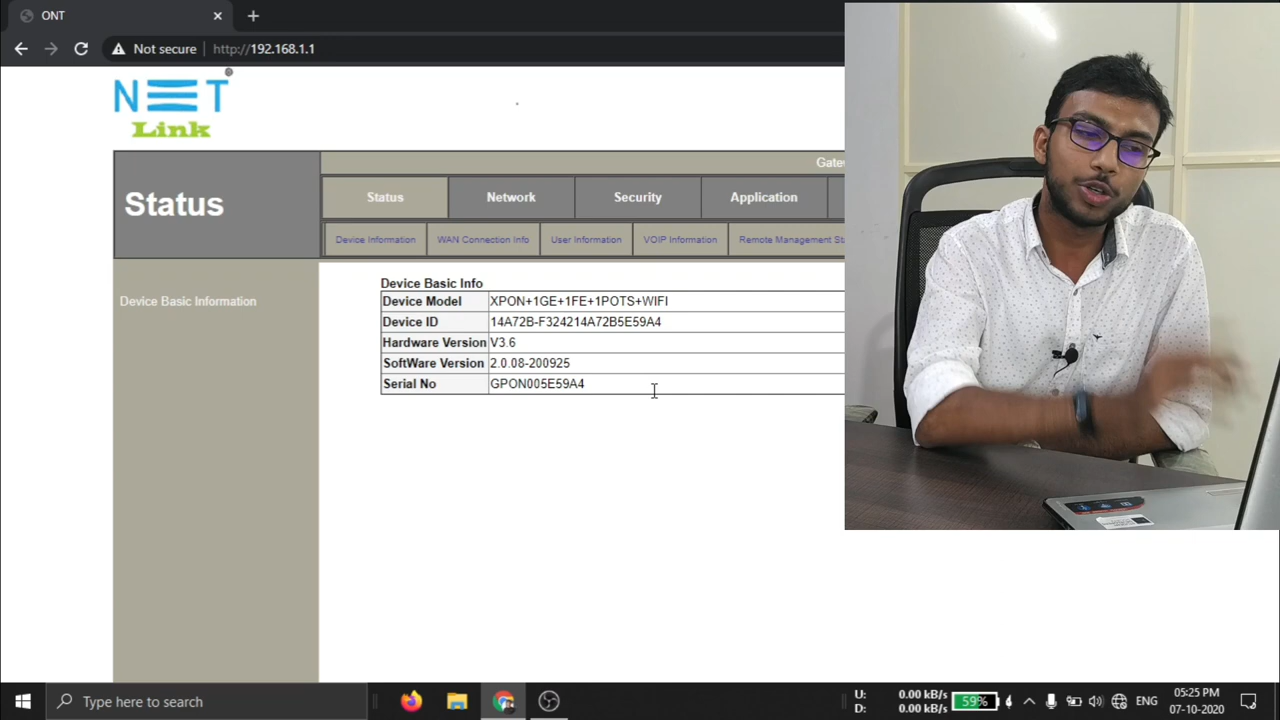 ONT
Not secure http://192.168.1.1
NET
Link
Status
Status Network Security Application
Device Information WAN Connection Info User Information VOIP Information Remote Management
Device Basic Information
Device Basic Info
Device Model XPON+1GE+1FE+1POTS+WIFI
Device ID 14A72B-F324214A72B5E59A4
Hardware Version V3.6
SoftWare Version 2.0.08-200925
Serial No GPON005E59A4
Type here to search
U: 0.00 kB/s
D: 0.00 kB/s
59%
ENG
05:25 PM
07-10-2020